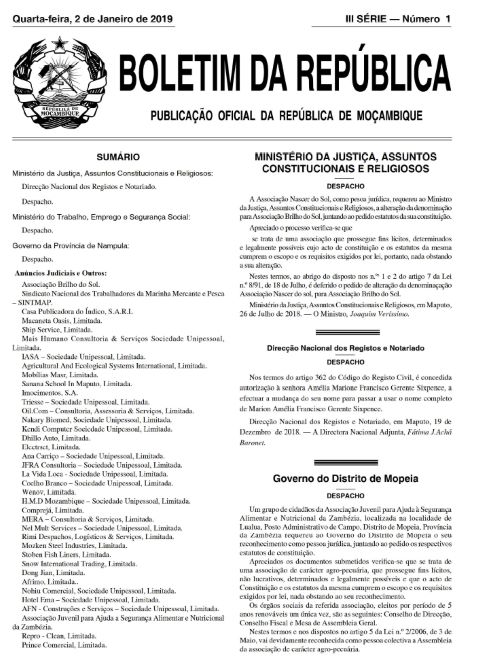 Quarta-feira, 2 de Janeiro de 2019
III SÉRIE — Número 1
BOLETIM DA REPÚBLICA
PUBLICAÇÃO OFICIAL DA REPÚBLICA DE MOÇAMBIQUE
SUMÁRIO
Ministério da Justiça, Assuntos Constitucionais e Religiosos:
Direcção Nacional dos Registos e Notariado.
Despacho.
Ministério do Trabalho, Emprego e Segurança Social:
Despacho.
Governo da Província de Nampula:
Despacho.
Anúncios Judiciais e Outros:
Associação Brilho do Sol.
Sindicato Nacional dos Trabalhadores da Marinha Mercante e Pesca
– SINTMAP.
Casa Publicadora do Índico, S.A.R.I.
Macaneta Oasis, Limitada.
Ship Service, Limitada.
Mais Humano Consultoria & Serviços Sociedade Unipessoal,
Limitada.
IASA – Sociedade Unipessoal, Limitada.
Agricultural And Ecological Systems International, Limitada.
Mobílias Masr, Limitada.
Sanana School In Maputo, Limitada.
Imocimentos, S.A.
Triesse – Sociedade Unipessoal, Limitada.
Oil.Com – Consultoria, Assessoria & Serviços, Limitada.
Nakary Biomed, Sociedade Unipessoal, Limitada.
Kendi Computer Sociedade Unipessoal, Limitada.
Dhillo Auto, Limitada.
Electract, Limitada.
Ana Carriço – Sociedade Unipessoal, Limitada.
JFRA Consultoria – Sociedade Unipessoal, Limitada.
La Vida Loca - Sociedade Unipessoal, Limitada.
Coelho Branco – Sociedade Unipessoal, Limitada.
Wenov, Limitada.
H.M.D Mozambique – Sociedade Unipessoal, Limitada.
Comprejá, Limitada.
MERA – Consultoria & Serviços, Limitada.
Nel Mult Services – Sociedade Unipessoal, Limitada.
Rimi Despachos, Logísticos & Serviços, Limitada.
Mozken Steel Industries, Limitada.
Stoben Fish Liners, Limitada.
Snow International Trading, Limitada.
Dong Jian, Limitada.
Afrimo, Limitada..
Nohiu Comercial, Sociedade Unipessoal, Limitada.
Hotel Ema – Sociedade Unipessoal, Limitada.
AFN - Construções e Serviços – Sociedade Unipessoal, Limitada.
Associação Juvenil para Ajuda a Segurança Alimentar e Nutricional
da Zambézia.
Repro - Clean, Limitada.
Prince Comercial, Limitada.
MINISTÉRIO DA JUSTIÇA, ASSUNTOS
CONSTITUCIONAIS E RELIGIOSOS
DESPACHO
A Associação Nascer do Sol, como pesoa jurídica, requereu ao Ministro
da Justiça, Assuntos Constitucionais e Religiosos, a alteração da denominação
para Associação Brilho do Sol, juntando ao pedido estatutos da sua constituição.
Apreciado o processo verifica-se que
se trata de uma associação que prossegue fins lícitos, determinados
e legalmente possíveis cujo acto de constituição e os estatutos da mesma
cumprem o escopo e os requisitos exigidos por lei, portanto, nada obstando
a sua alteração.
Nestes termos, ao abrigo do disposto nos n.ºˢ 1 e 2 do artigo 7 da Lei
n.º 8/91, de 18 de Julho, é deferido o pedido de alteração da denominaçação
Associação Nascer do sol, para Associação Brilho do Sol.
Ministério da Justiça, Assuntos Constitucionais e Religiosos, em Maputo,
26 de Julho de 2018. — O Ministro, Joaquim Veríssimo.
Direcção Nacional dos Registos e Notariado
DESPACHO
Nos termos do artigo 362 do Código do Registo Civil, é concedida
autorização à senhora Amélia Marione Francisco Gerente Sixpence, a
efectuar a mudança do seu nome para passar a usar o nome completo
de Marion Amélia Francisco Gerente Sixpence.
Direcção Nacional dos Registos e Notariado, em Maputo, 19 de
Dezembro de 2018. — A Directora Nacional Adjunta, Fátima J.Achá
Baronet.
Governo do Distrito de Mopeia
DESPACHO
Um grupo de cidadãos da Associação Juvenil para Ajuda à Segurança
Alimentar e Nutricional da Zambézia, localizada na localidade de
Lualua, Posto Administrativo de Campo, Distrito de Mopeia, Província
da Zambézia requereu ao Governo do Distrito de Mopeia o seu
reconhecimento como pessoa jurídica, juntando ao pedido os respectivos
estatutos de constituição.
Apreciados os documentos submetidos verifica-se que se trata de
uma associação de carácter agro-pecuária, que prossegue fins lícitos,
não lucrativos, determinados e legalmente possíveis e que o acto de
Constituição e os estatutos da mesma cumprem o escopo e os requisitos
exigidos por lei, nada obstando ao seu reconhecimento.
Os órgãos sociais da referida associação, eleitos por período de 5
anos renováveis um única vez, são as seguintes: Conselho de Direcção,
Conselho Fiscal e Mesa de Assembleia Geral.
Nestes termos e nos dispostos no artigo 5 da Lei n.º 2/2006, de 3 de
Maio, vai devidamente reconhecida como pessoa colectiva a Assembleia
da associação de carácter agro-pecuária.